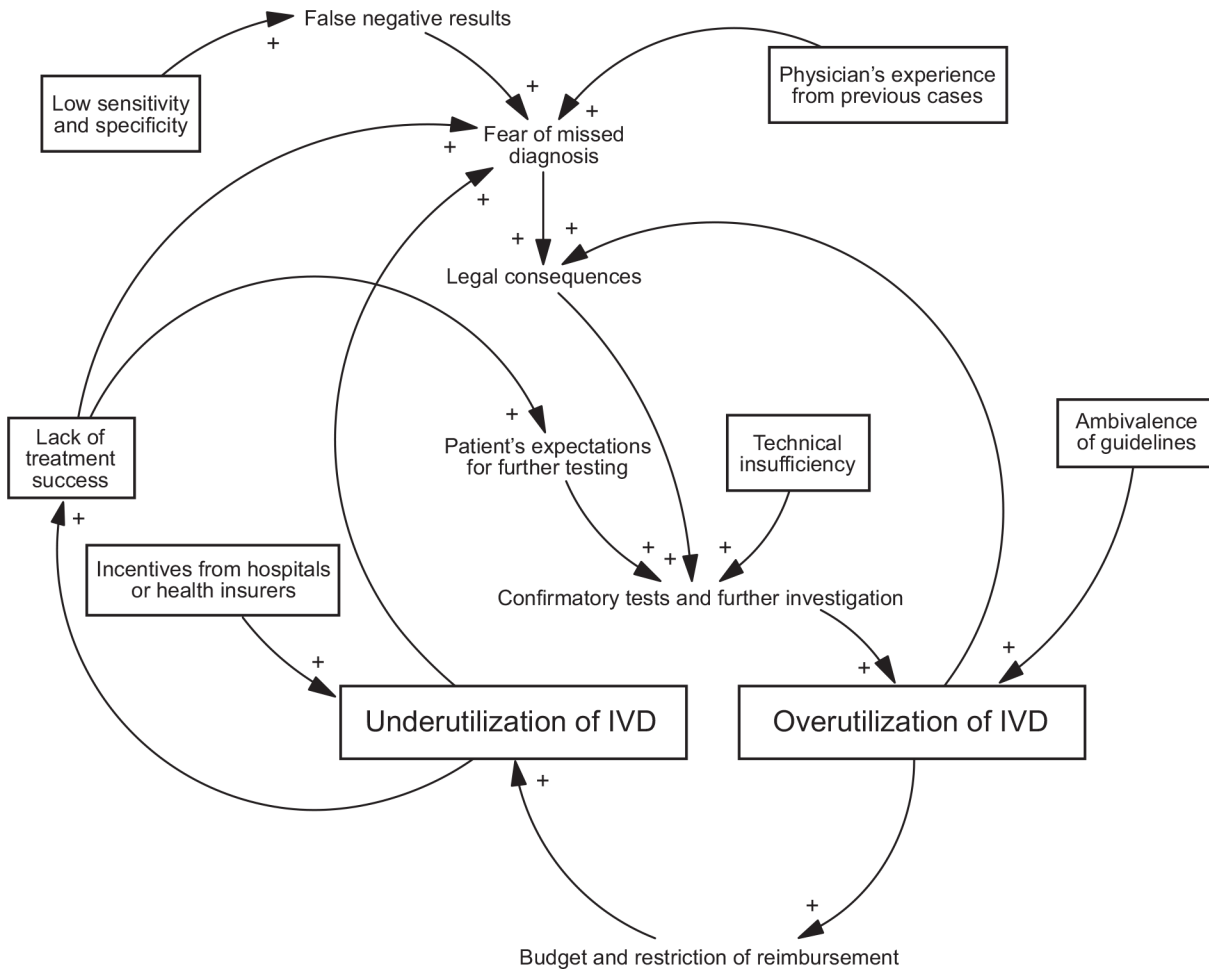 False negative results
+
Low sensitivity
and specificity
Physician's experience
from previous cases
+
+
Fear of missed
diagnosis
+
+
+
+
Legal consequences
+
Patient's expectations
for further testing
Technical
insufficiency
Ambivalence
of guidelines
Lack of
treatment
success
+
Incentives from hospitals
or health insurers
+
+
+
Confirmatory tests and further investigation
+
+
+
Underutilization of IVD
Overutilization of IVD
+
+
Budget and restriction of reimbursement